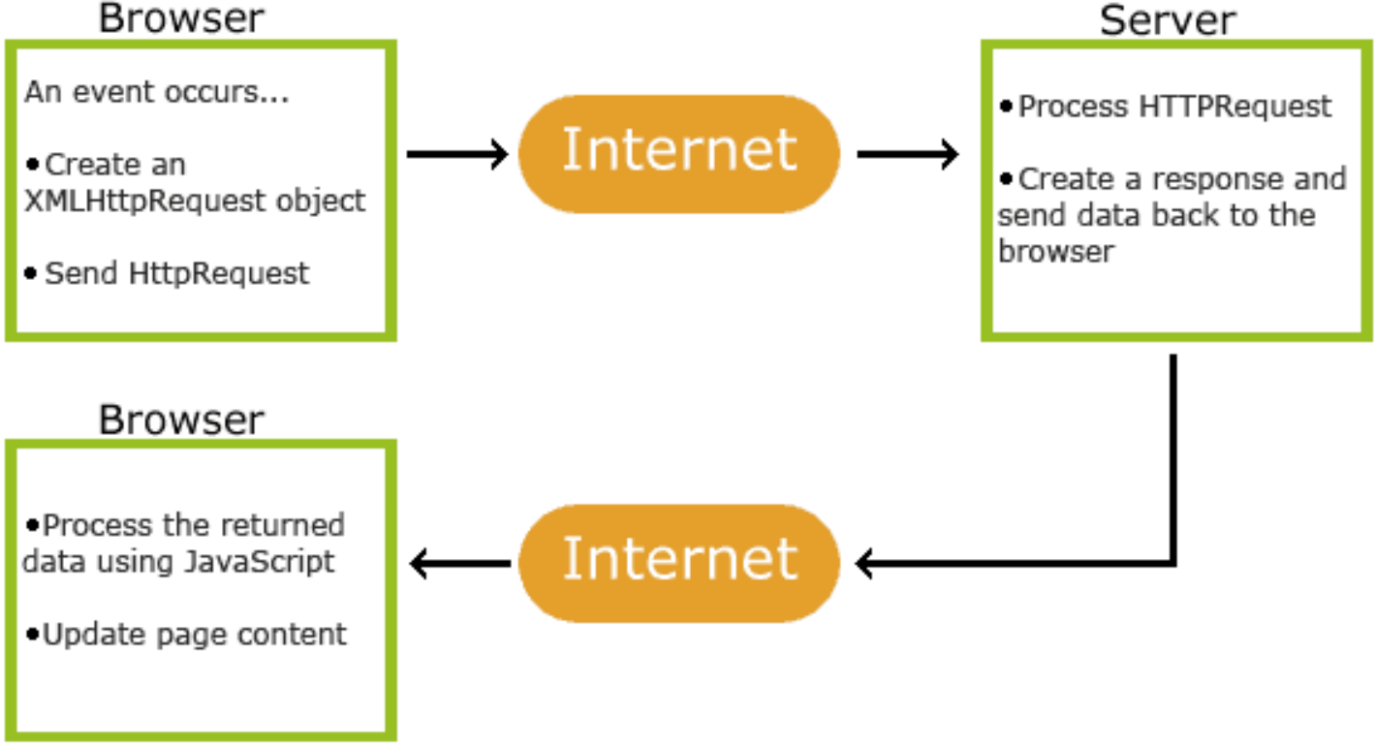 Browser
An event occurs...
•Create an
XMLHttpRequest object
• Send HttpRequest
Internet
Server
•Process HTTPRequest
•Create a response and
send data back to the
browser
Browser
•Process the returned
data using JavaScript
•Update page content
Internet